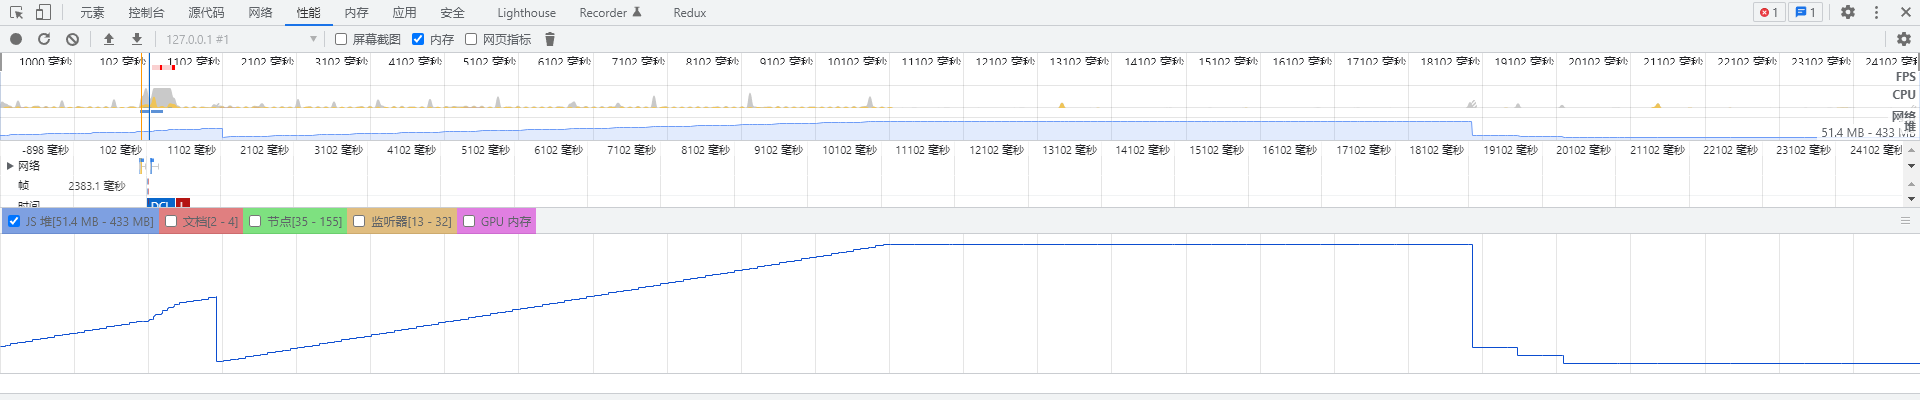 元素 控制台 源代码 网络 性能 内存 应用 安全 Lighthouse Recorder Redux 1 1
127.0.0.1 #1 屏幕截图 内存 网页指标
1000 毫秒 102 毫秒 1102 毫秒 2102 毫秒 3102 毫秒 4102 毫秒 5102 毫秒 6102 毫秒 7102 毫秒 8102 毫秒 9102 毫秒 10102 毫秒 11102 毫秒 12102 毫秒 13102 毫秒 14102 毫秒 15102 毫秒 16102 毫秒 17102 毫秒 18102 毫秒 19102 毫秒 20102 毫秒 21102 毫秒 22102 毫秒 23102 毫秒 24102 毫秒
FPS
CPU
网络
堆
51.4 MB - 433 MB
-898 毫秒 102 毫秒 1102 毫秒 2102 毫秒 3102 毫秒 4102 毫秒 5102 毫秒 6102 毫秒 7102 毫秒 8102 毫秒 9102 毫秒 10102 毫秒 11102 毫秒 12102 毫秒 13102 毫秒 14102 毫秒 15102 毫秒 16102 毫秒 17102 毫秒 18102 毫秒 19102 毫秒 20102 毫秒 21102 毫秒 22102 毫秒 23102 毫秒 24102 毫秒
网络
帧 2383.1 毫秒
时间 DCL L
JS 堆[51.4 MB - 433 MB] 文档[2 - 4] 节点[35 - 155] 监听器[13 - 32] GPU 内存